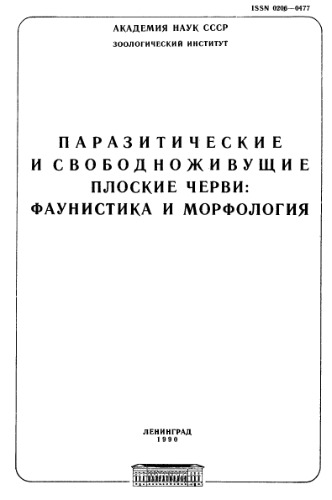 ISSN 0206—0477
АКАДЕМИЯ НАУК СССР
ЗООЛОГИЧЕСКИЙ ИНСТИТУТ
ПАРАЗИТИЧЕСКИЕ
И СВОБОДНОЖИВУЩИЕ
ПЛОСКИЕ ЧЕРВИ:
ФАУНИСТИКА И МОРФОЛОГИЯ
ЛЕНИНГРАД
1990